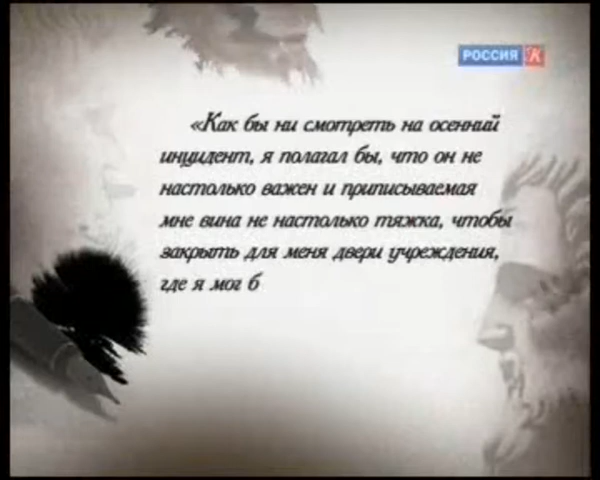 РОССИЯ К
«Как бы ни смотреть на осенний
инцидент, я полагал бы, что он не
настолько важен и приписываемая
мне вина не настолько тяжка, чтобы
закрыть для меня двери учреждения,
где я мог б